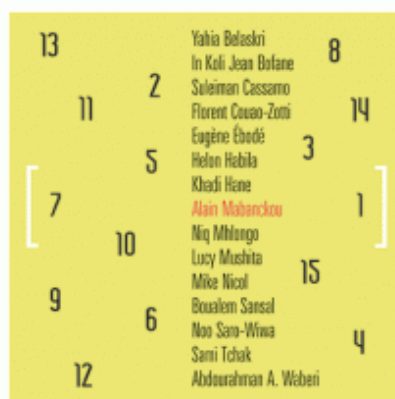 13
8
2
11
14
3
5
7
1
10
15
9
6
4
12
Yahia Belaskri
In Koli Jean Bofane
Suleiman Cassamo
Florent Couao-Zotti
Eugène Ébodé
Helon Habila
Khadi Hane
Alain Mabanckou
Niq Mhlongo
Lucy Mushita
Mike Nicol
Boualem Sansal
Noo Saro-Wiwa
Sami Tchak
Abdourahman A. Waberi